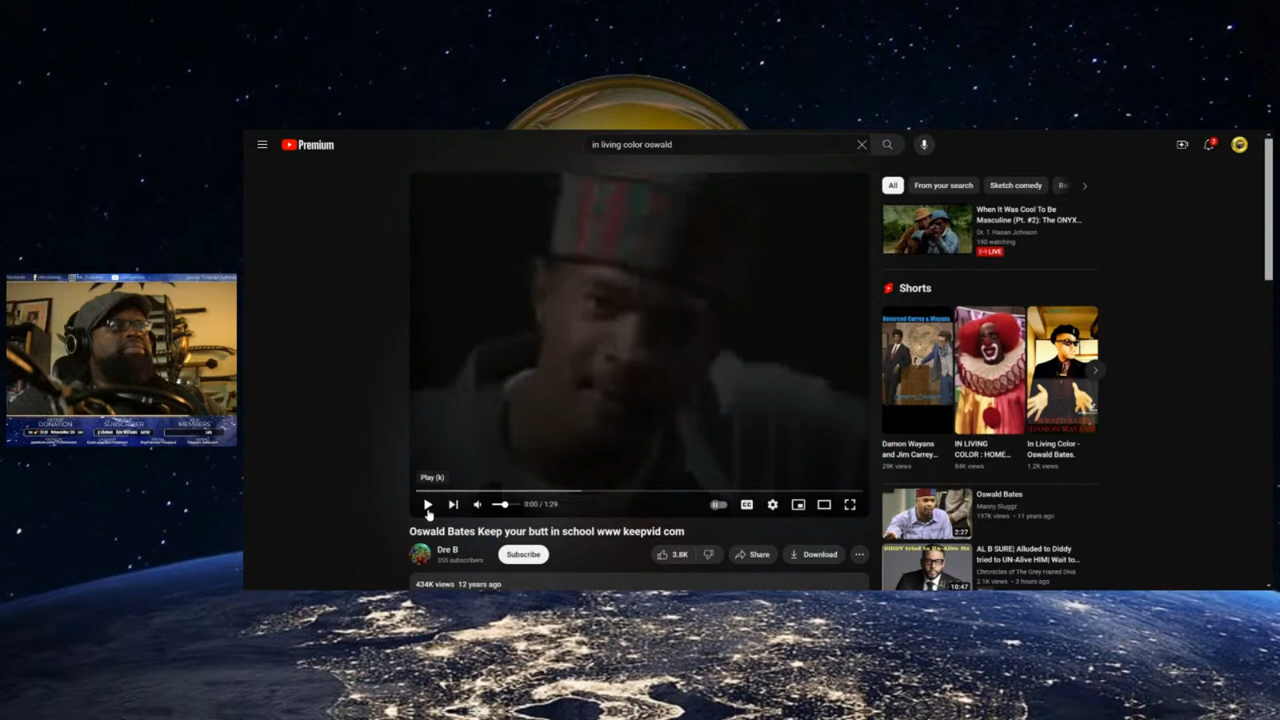 Premium
in living color oswald
3
All
From your search
Sketch comedy
When It Was Cool To Be
Masculine (Pt. #2): The ONYX...
Dr. T. Hasan Johnson
190 watching
LIVE
Shorts
Damon Wayans
and Jim Carrey...
29K views
IN LIVING
COLOR : HOME...
84K views
In Living Color -
Oswald Bates.
1.2K views
Play (k)
0:00 / 1:29
CC
Oswald Bates Keep your butt in school www keepvid com
Dre B
355 subscribers
Subscribe
3.8K
Share
Download
434K views 12 years ago
Oswald Bates
Manny Sluggz
197K views • 11 years ago
2:27
AL B SURE| Alluded to Diddy
tried to UN-Alive HIM| Wait to...
Chronicles of The Grey Haired Diva
2.1K views • 3 hours ago
10:47
DONATION
SUBSCRIBER
MEMBERS